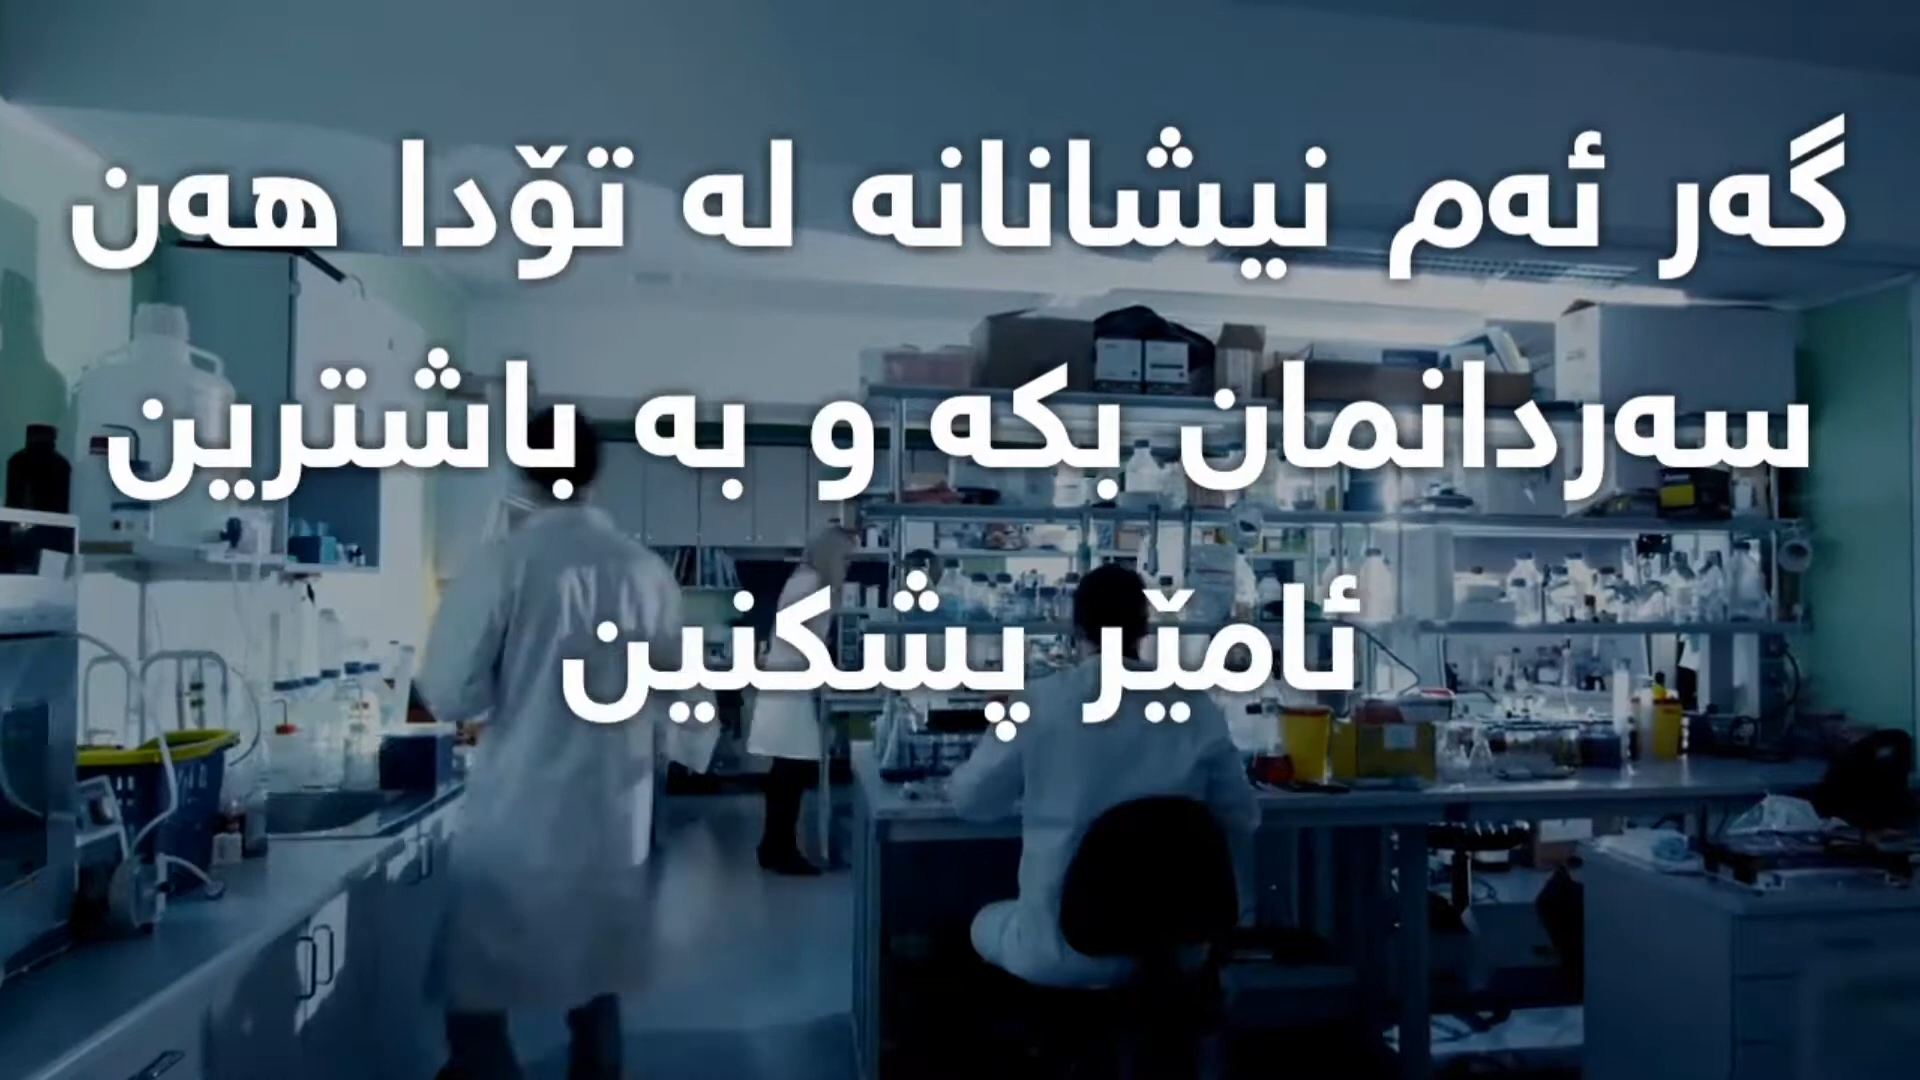 گەر ئەم نیشانانە لە تۆدا هەن
سەردانمان بکە و بە باشترین
ئامێر پشکنین